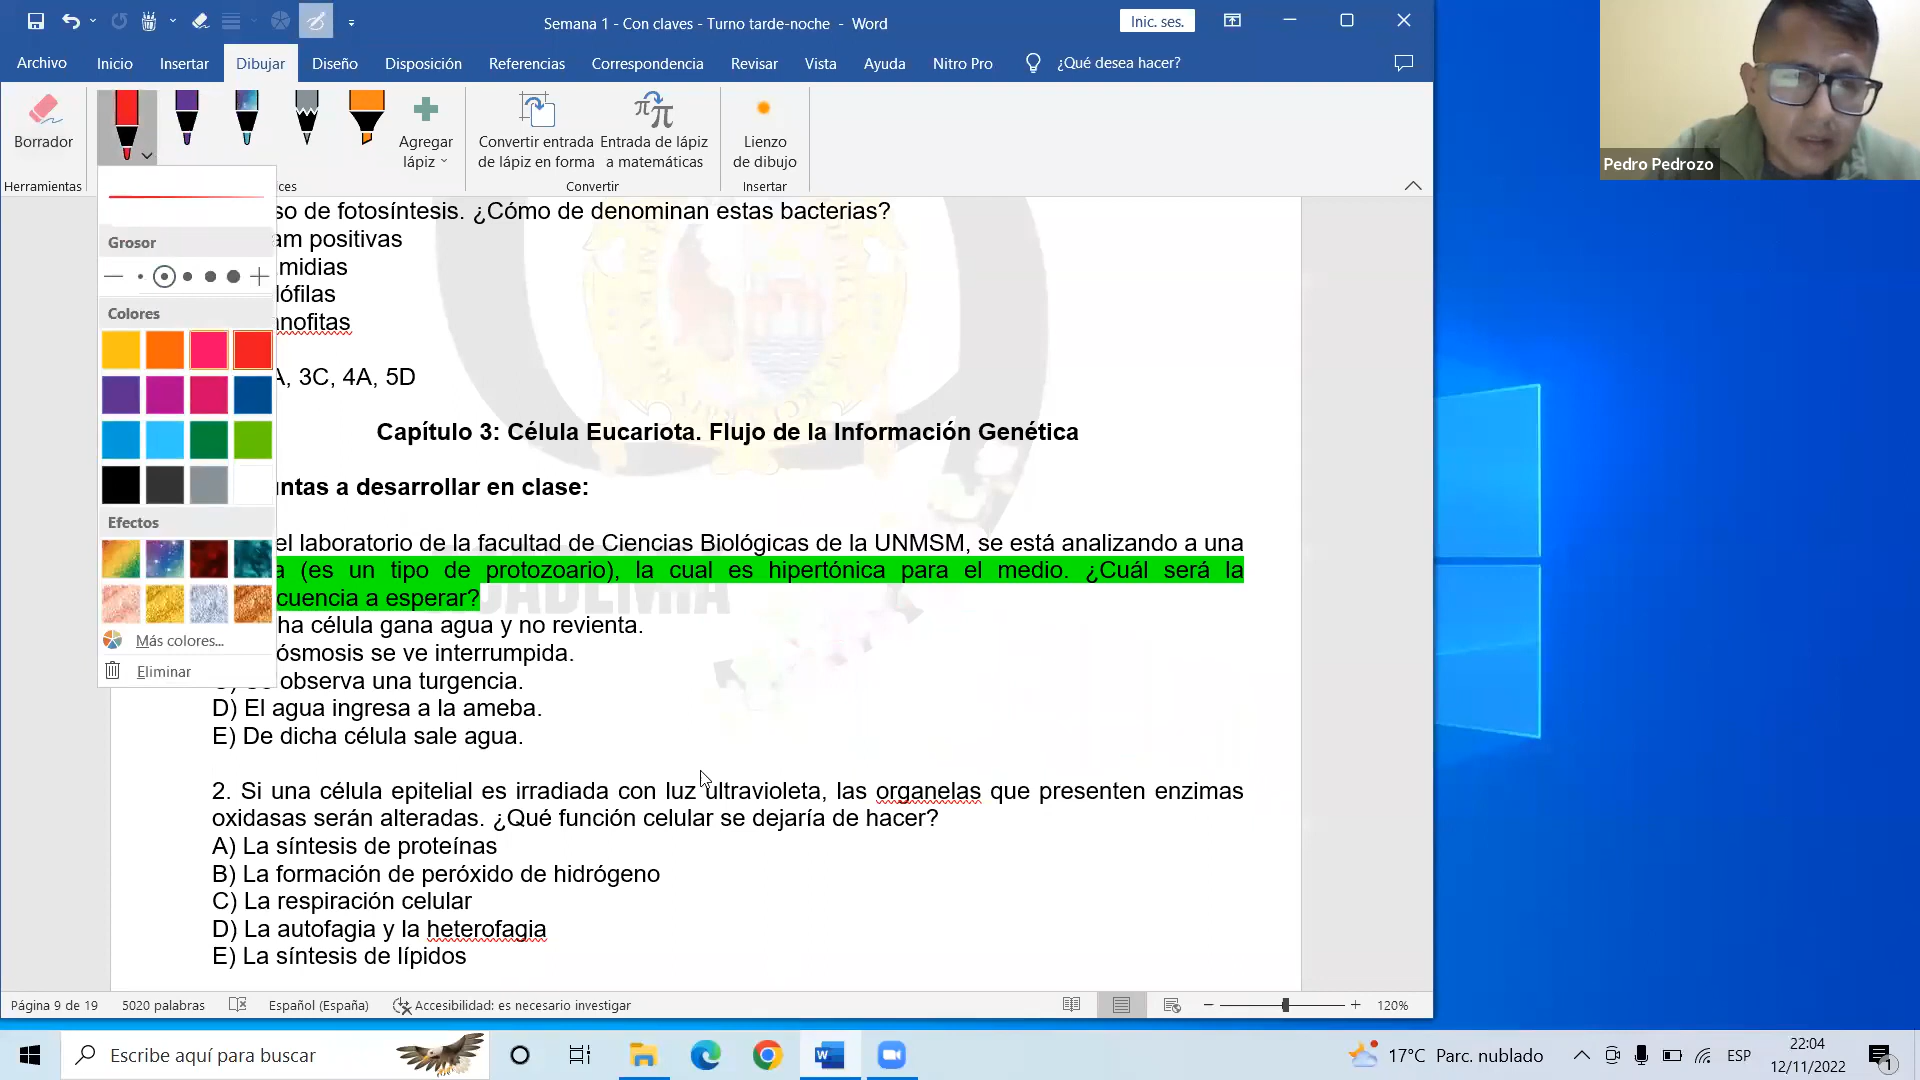 Semana 1 - Con claves - Turno tarde-noche - Word
Inic. ses.
Archivo Inicio Insertar Dibujar Diseño Disposición Referencias Correspondencia Revisar Vista Ayuda Nitro Pro ¿Qué desea hacer?
Borrador
Agregar lápiz
Convertir entrada de lápiz en forma
Entrada de lápiz a matemáticas
Lienzo de dibujo
Herramientas
ces
Convertir
Insertar
Pedro Pedrozo
Grosor
Colores
Efectos
Más colores...
Eliminar
so de fotosíntesis. ¿Cómo de denominan estas bacterias?
am positivas
midias
lófilas
nofitas
A, 3C, 4A, 5D
Capítulo 3: Célula Eucariota. Flujo de la Información Genética
untas a desarrollar en clase:
el laboratorio de la facultad de Ciencias Biológicas de la UNMSM, se está analizando a una
a (es un tipo de protozoario), la cual es hipertónica para el medio. ¿Cuál será la
cuencia a esperar?
ha célula gana agua y no revienta.
ósmosis se ve interrumpida.
observa una turgencia.
D) El agua ingresa a la ameba.
E) De dicha célula sale agua.
2. Si una célula epitelial es irradiada con luz ultravioleta, las organelas que presenten enzimas
oxidasas serán alteradas. ¿Qué función celular se dejaría de hacer?
A) La síntesis de proteínas
B) La formación de peróxido de hidrógeno
C) La respiración celular
D) La autofagia y la heterofagia
E) La síntesis de lípidos
Página 9 de 19 5020 palabras Español (España) Accesibilidad: es necesario investigar 120%
Escribe aquí para buscar
17°C Parc. nublado
ESP
22:04
12/11/2022
1